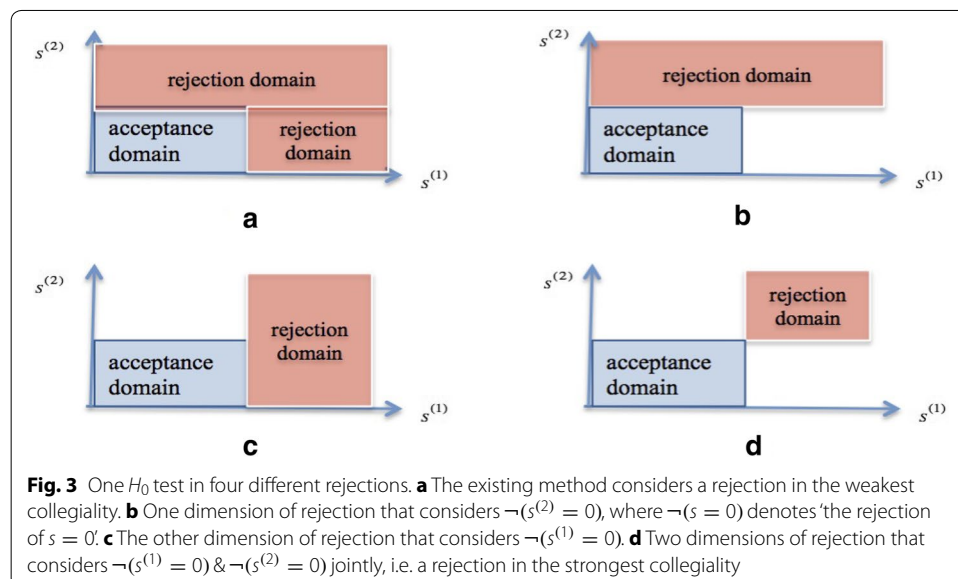 s⁽²⁾
rejection domain
acceptance
domain
rejection
domain
s⁽¹⁾
a
s⁽²⁾
rejection domain
acceptance
domain
s⁽¹⁾
b
s⁽²⁾
acceptance
domain
rejection
domain
s⁽¹⁾
c
s⁽²⁾
rejection
domain
acceptance
domain
s⁽¹⁾
d
Fig. 3 One H₀ test in four different rejections. a The existing method considers a rejection in the weakest
collegiality. b One dimension of rejection that considers ¬(s⁽²⁾ = 0), where ¬(s = 0) denotes ‘the rejection
of s = 0’. c The other dimension of rejection that considers ¬(s⁽¹⁾ = 0). d Two dimensions of rejection that
considers ¬(s⁽¹⁾ = 0) & ¬(s⁽²⁾ = 0) jointly, i.e. a rejection in the strongest collegiality